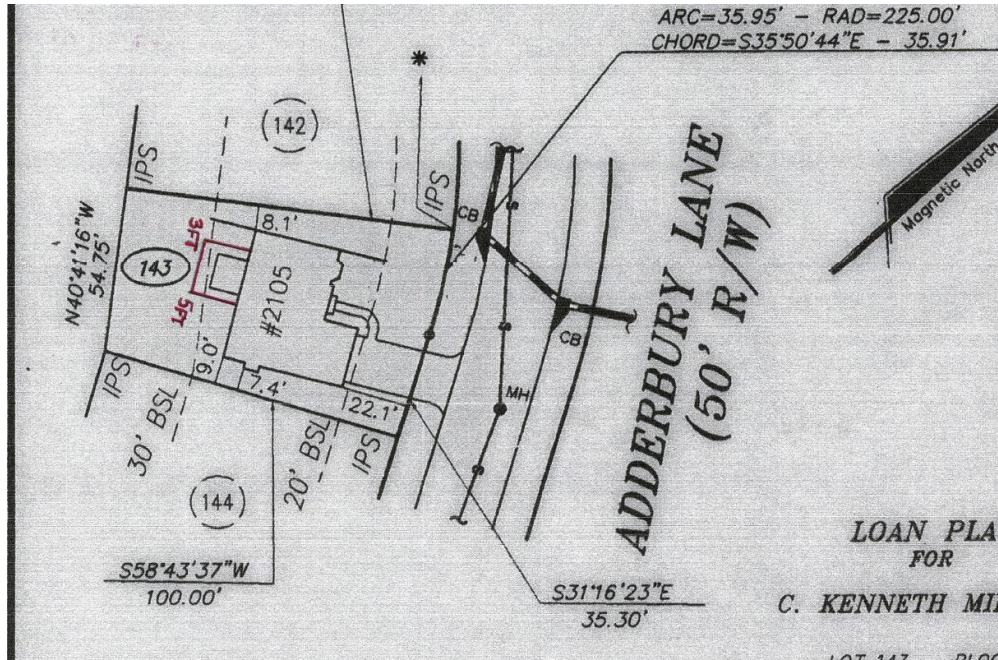 ARC=35.95' - RAD=225.00'
CHORD=S35°50'44"E - 35.91'
*
(142)
IPS
IPS
CB
S
Magnetic North
N40°41'16"W
54.75'
3FT
8.1'
143
5FT
#2105
S
CB
ADDERBURY LANE
(50' R/W)
9.0'
7.4'
22.1'
MH
IPS
30' BSL
20' BSL
IPS
S
(144)
S58°43'37"W
100.00'
S31°16'23"E
35.30'
LOAN PLA
FOR
C. KENNETH MI
LOT 143